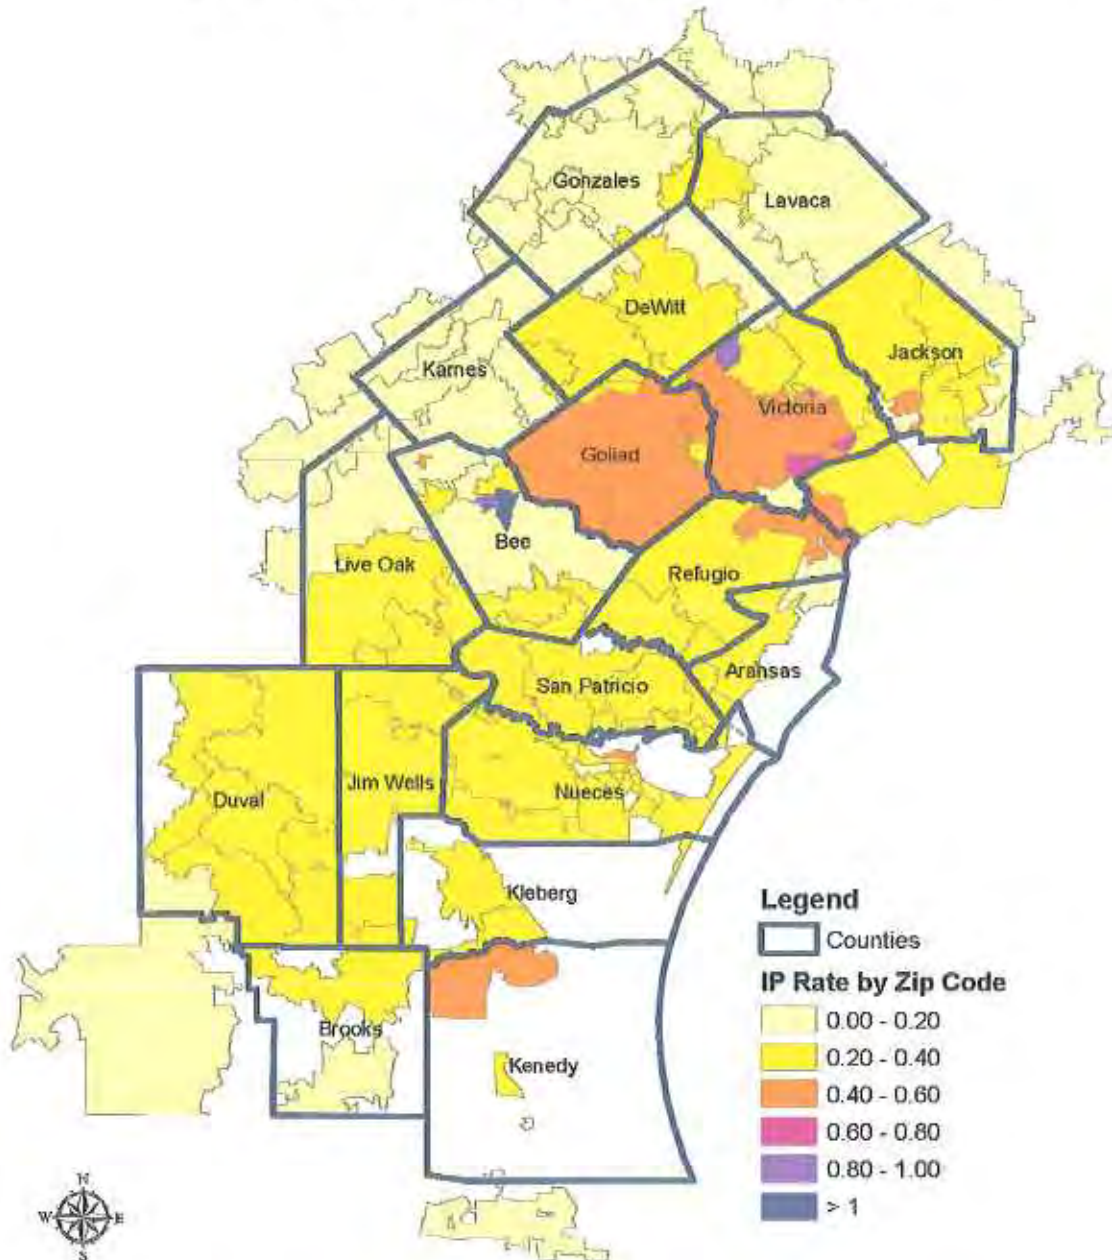 Gonzales
Lavaca
DeWitt
Jackson
Karnes
Victoria
Goliad
Bee
Live Oak
Refugio
Aransas
San Patricio
Jim Wells
Nueces
Duval
Kleberg
Brooks
Kenedy
Legend
Counties
IP Rate by Zip Code
0.00 - 0.20
0.20 - 0.40
0.40 - 0.60
0.60 - 0.80
0.80 - 1.00
> 1
N
W E
S